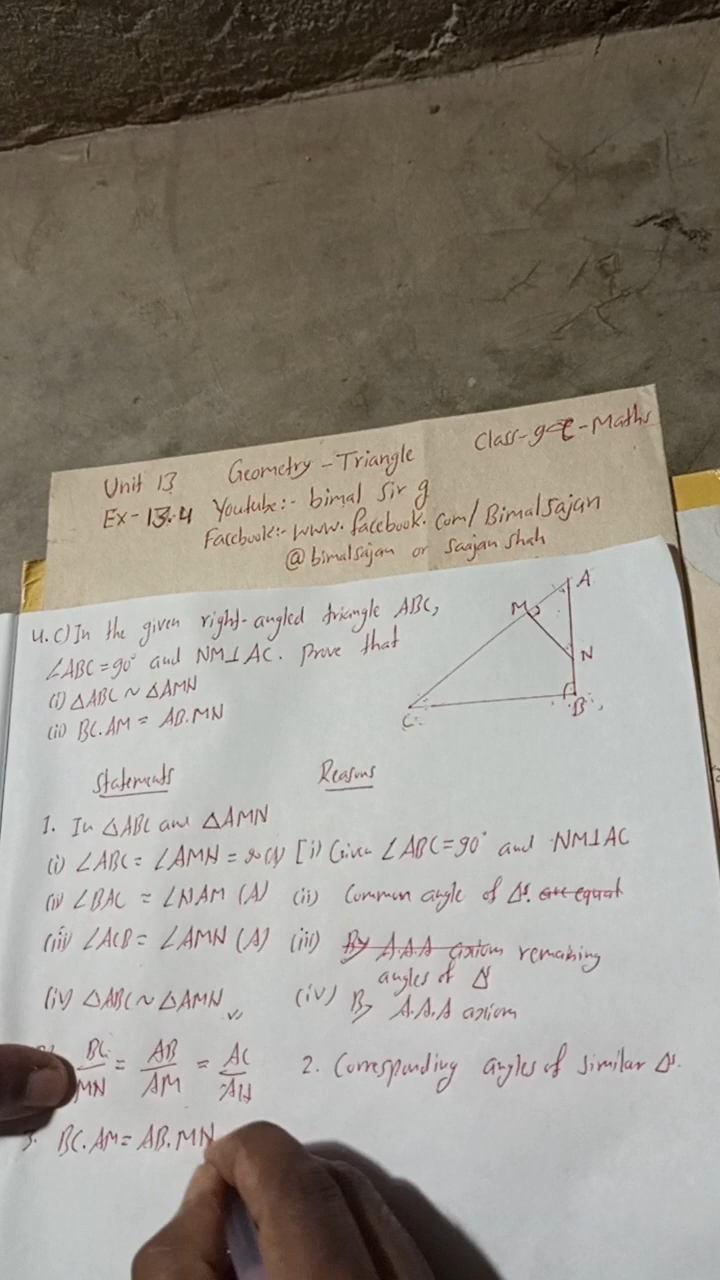 Unit 13 Geometry - Triangle Class - 9 - Maths
Ex - 13.4 Youtube:- bimal sir g
Facebook:- www.facebook.com/Bimalsajan
@bimalsajan or saajan shah
4. C) In the given right-angled triangle ABC,
∠ABC = 90° and NM⊥AC. Prove that
(i) △ABC ~ △AMN
(ii) BC.AM = AB.MN
A
M
N
B
C
Statements Reasons
1. In △ABC and △AMN
(i) ∠ABC = ∠AMN = 90° (A) (i) Given ∠ABC = 90° and NM⊥AC
(ii) ∠BAC = ∠NAM (A) (ii) Common angle of △s. are equal
(iii) ∠ACB = ∠AMN (A) (iii) By A.A.A axiom remaining
angles of △s
(iv) △ABC ~ △AMN (iv) By A.A.A axiom
BC/MN = AB/AM = AC/AN 2. Corresponding angles of similar △s.
3. BC.AM = AB.MN